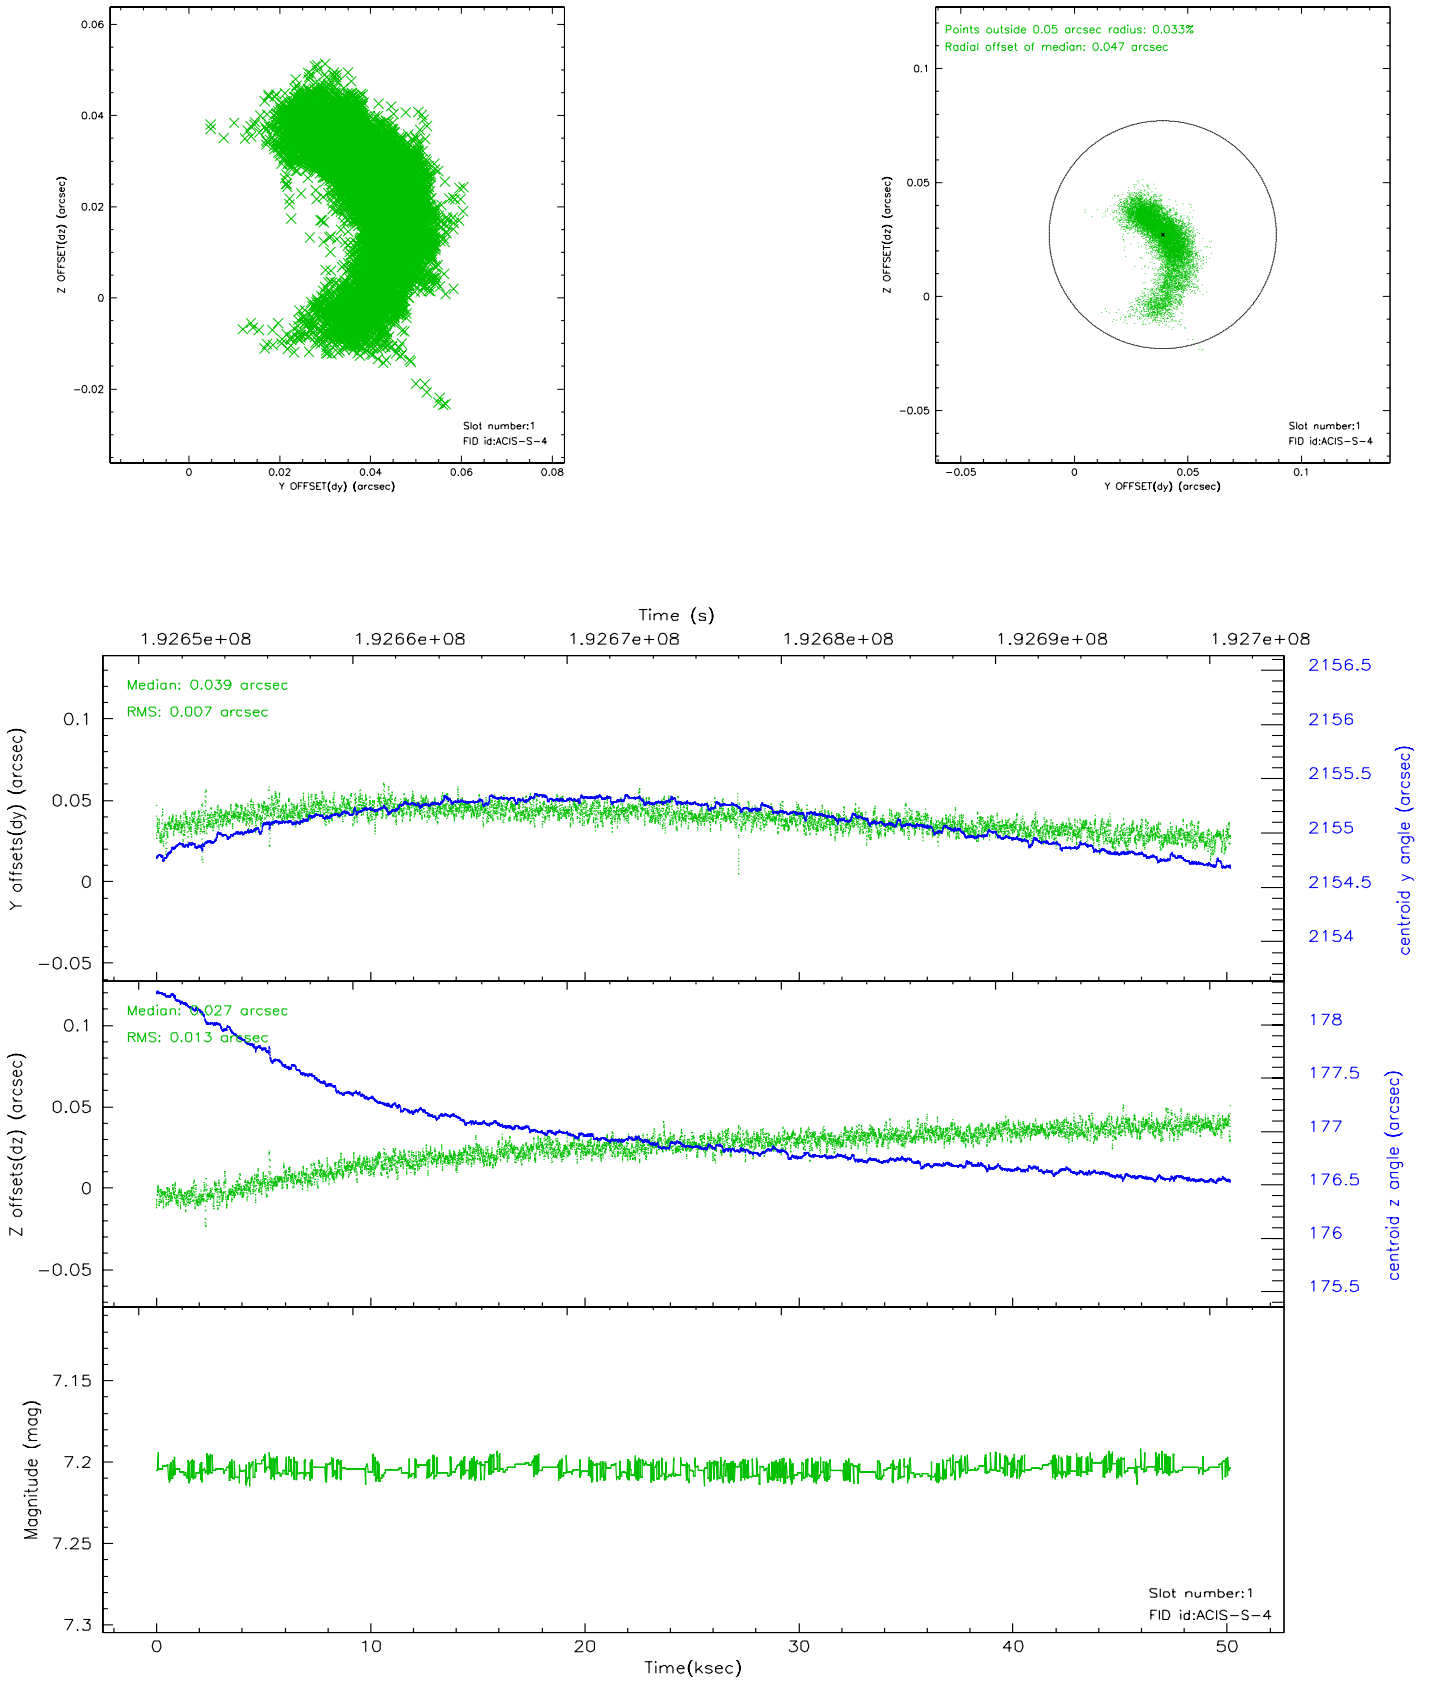 0.06
0.04
0.02
0
−0.02
Z OFFSET(dz) (arcsec)
0
0.02
0.04
0.06
0.08
Y OFFSET(dy) (arcsec)
Slot number:1
FID id:ACIS−S−4
Points outside 0.05 arcsec radius: 0.033%
Radial offset of median: 0.047 arcsec
0.1
0.05
0
−0.05
Z OFFSET(dz) (arcsec)
−0.05
0
0.05
0.1
Y OFFSET(dy) (arcsec)
Slot number:1
FID id:ACIS−S−4
Time (s)
1.9265e+08
1.9266e+08
1.9267e+08
1.9268e+08
1.9269e+08
1.927e+08
Median: 0.039 arcsec
RMS: 0.007 arcsec
0.1
0.05
0
−0.05
Y offsets(dy) (arcsec)
2156.5
2156
2155.5
2155
2154.5
2154
centroid y angle (arcsec)
Median: 0.027 arcsec
RMS: 0.013 arcsec
0.1
0.05
0
−0.05
Z offsets(dz) (arcsec)
178
177.5
177
176.5
176
175.5
centroid z angle (arcsec)
7.15
7.2
7.25
7.3
Magnitude (mag)
Slot number:1
FID id:ACIS−S−4
0
10
20
30
40
50
Time(ksec)